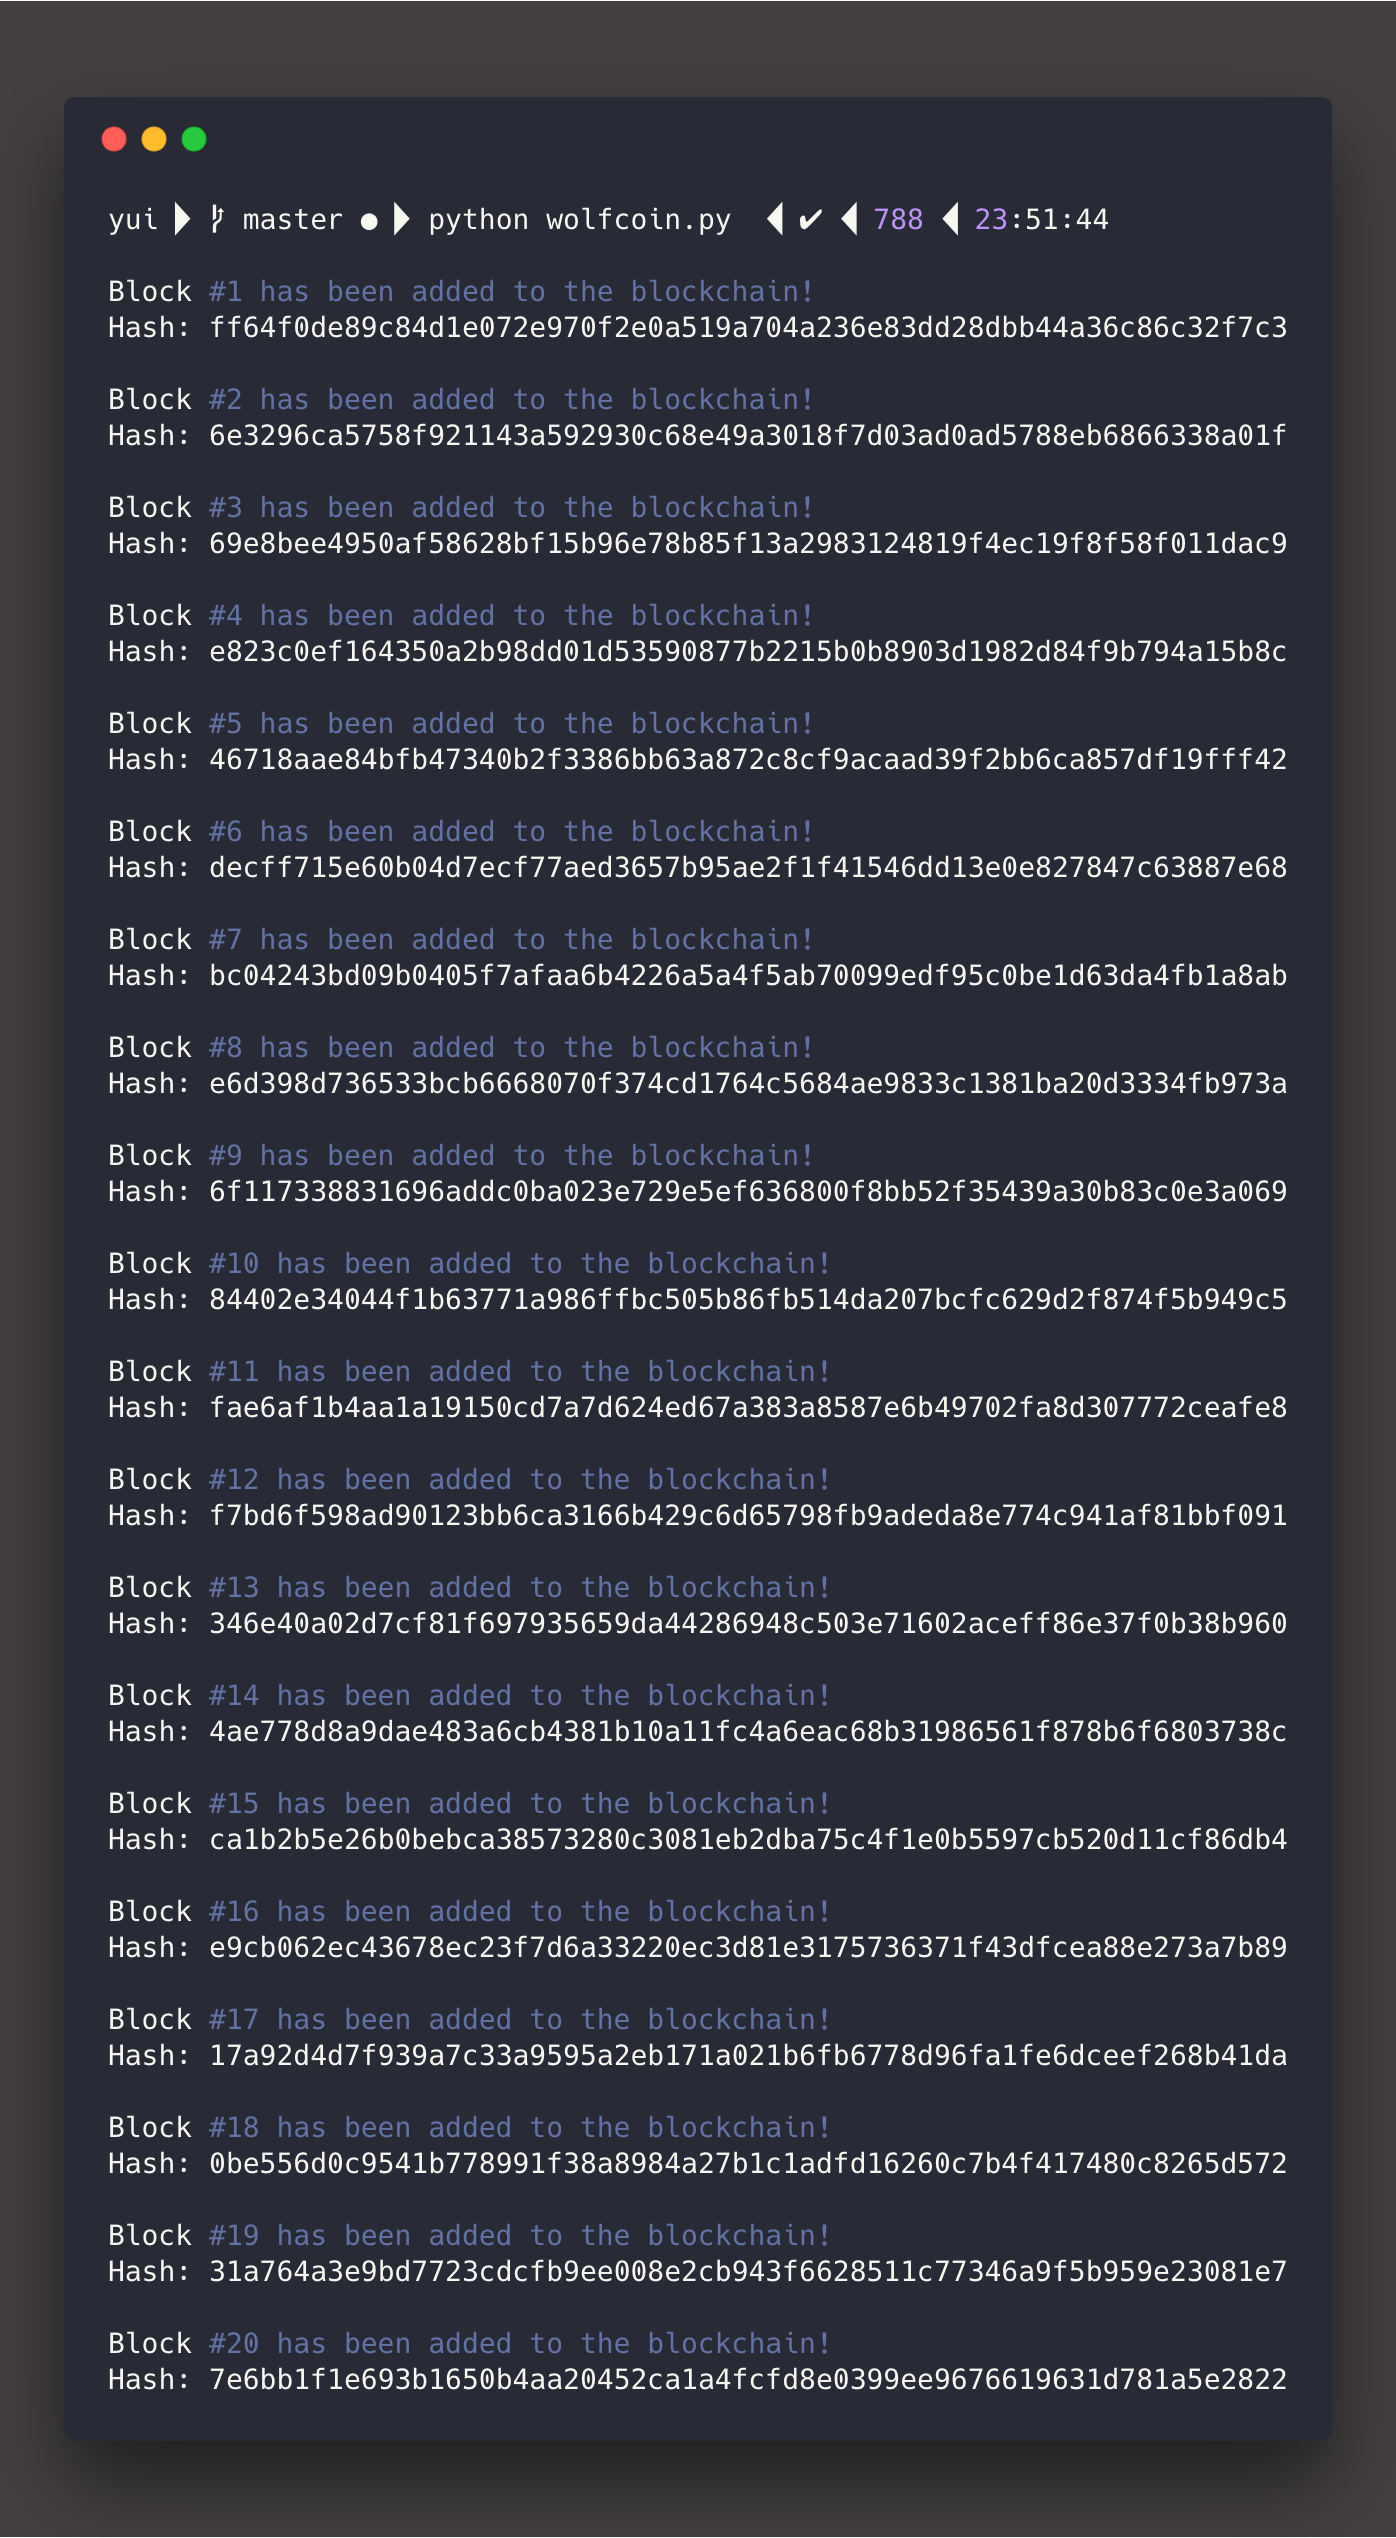 yui master ● python wolfcoin.py ✔ 788 23:51:44
Block #1 has been added to the blockchain!
Hash: ff64f0de89c84d1e072e970f2e0a519a704a236e83dd28dbb44a36c86c32f7c3
Block #2 has been added to the blockchain!
Hash: 6e3296ca5758f921143a592930c68e49a3018f7d03ad0ad5788eb6866338a01f
Block #3 has been added to the blockchain!
Hash: 69e8bee4950af58628bf15b96e78b85f13a2983124819f4ec19f8f58f011dac9
Block #4 has been added to the blockchain!
Hash: e823c0ef164350a2b98dd01d53590877b2215b0b8903d1982d84f9b794a15b8c
Block #5 has been added to the blockchain!
Hash: 46718aae84bfb47340b2f3386bb63a872c8cf9acaad39f2bb6ca857df19fff42
Block #6 has been added to the blockchain!
Hash: decff715e60b04d7ecf77aed3657b95ae2f1f41546dd13e0e827847c63887e68
Block #7 has been added to the blockchain!
Hash: bc04243bd09b0405f7afaa6b4226a5a4f5ab70099edf95c0be1d63da4fb1a8ab
Block #8 has been added to the blockchain!
Hash: e6d398d736533bcb6668070f374cd1764c5684ae9833c1381ba20d3334fb973a
Block #9 has been added to the blockchain!
Hash: 6f117338831696addc0ba023e729e5ef636800f8bb52f35439a30b83c0e3a069
Block #10 has been added to the blockchain!
Hash: 84402e34044f1b63771a986ffbc505b86fb514da207bcfc629d2f874f5b949c5
Block #11 has been added to the blockchain!
Hash: fae6af1b4aa1a19150cd7a7d624ed67a383a8587e6b49702fa8d307772ceafe8
Block #12 has been added to the blockchain!
Hash: f7bd6f598ad90123bb6ca3166b429c6d65798fb9adeda8e774c941af81bbf091
Block #13 has been added to the blockchain!
Hash: 346e40a02d7cf81f697935659da44286948c503e71602aceff86e37f0b38b960
Block #14 has been added to the blockchain!
Hash: 4ae778d8a9dae483a6cb4381b10a11fc4a6eac68b31986561f878b6f6803738c
Block #15 has been added to the blockchain!
Hash: ca1b2b5e26b0bebca38573280c3081eb2dba75c4f1e0b5597cb520d11cf86db4
Block #16 has been added to the blockchain!
Hash: e9cb062ec43678ec23f7d6a33220ec3d81e3175736371f43dfcea88e273a7b89
Block #17 has been added to the blockchain!
Hash: 17a92d4d7f939a7c33a9595a2eb171a021b6fb6778d96fa1fe6dceef268b41da
Block #18 has been added to the blockchain!
Hash: 0be556d0c9541b778991f38a8984a27b1c1adfd16260c7b4f417480c8265d572
Block #19 has been added to the blockchain!
Hash: 31a764a3e9bd7723cdcfb9ee008e2cb943f6628511c77346a9f5b959e23081e7
Block #20 has been added to the blockchain!
Hash: 7e6bb1f1e693b1650b4aa20452ca1a4fcfd8e0399ee9676619631d781a5e2822